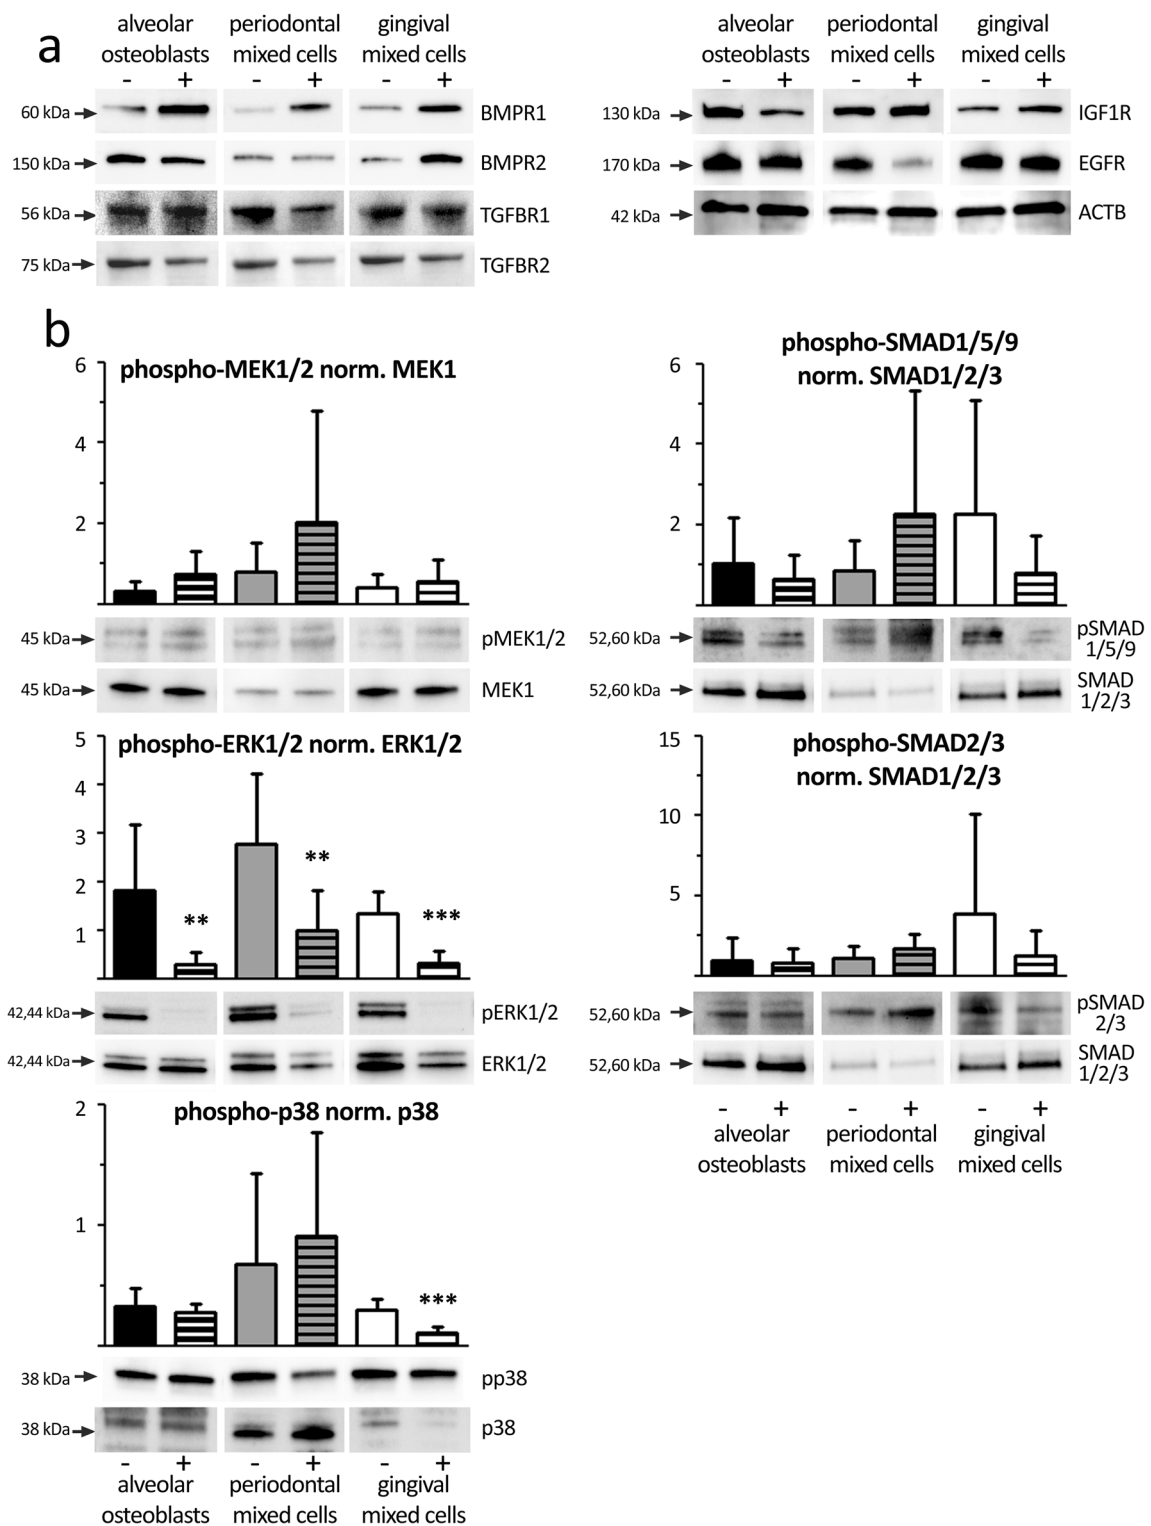 a
alveolar
osteoblasts
periodontal
mixed cells
gingival
mixed cells
- + - + - +
60 kDa BMPR1
150 kDa BMPR2
56 kDa TGFBR1
75 kDa TGFBR2
alveolar
osteoblasts
periodontal
mixed cells
gingival
mixed cells
- + - + - +
130 kDa IGF1R
170 kDa EGFR
42 kDa ACTB
b
phospho-MEK1/2 norm. MEK1
6
4
2
45 kDa pMEK1/2
45 kDa MEK1
phospho-ERK1/2 norm. ERK1/2
5
4
3
2
1
** ** ***
42,44 kDa pERK1/2
42,44 kDa ERK1/2
phospho-p38 norm. p38
2
1
***
38 kDa pp38
38 kDa p38
- + - + - +
alveolar
osteoblasts
periodontal
mixed cells
gingival
mixed cells
phospho-SMAD1/5/9
norm. SMAD1/2/3
6
4
2
52,60 kDa pSMAD
1/5/9
52,60 kDa SMAD
1/2/3
phospho-SMAD2/3
norm. SMAD1/2/3
15
10
5
52,60 kDa pSMAD
2/3
52,60 kDa SMAD
1/2/3
- + - + - +
alveolar
osteoblasts
periodontal
mixed cells
gingival
mixed cells